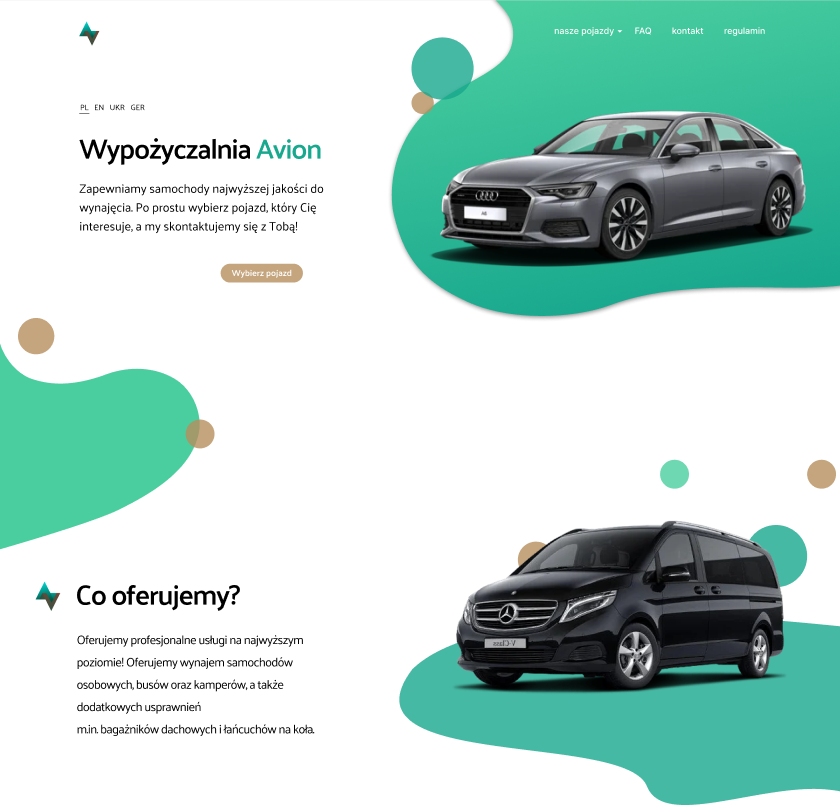 nasze pojazdy FAQ kontakt regulamin
PL EN UKR GER
Wypożyczalnia Avion
Zapewniamy samochody najwyższej jakości do
wynajęcia. Po prostu wybierz pojazd, który Cię
interesuje, a my skontaktujemy się z Tobą!
A6
Wybierz pojazd
V-Class
Co oferujemy?
Oferujemy profesjonalne usługi na najwyższym
poziomie! Oferujemy wynajem samochodów
osobowych, busów oraz kamperów, a także
dodatkowych usprawnień
m.in. bagażników dachowych i łańcuchów na koła.